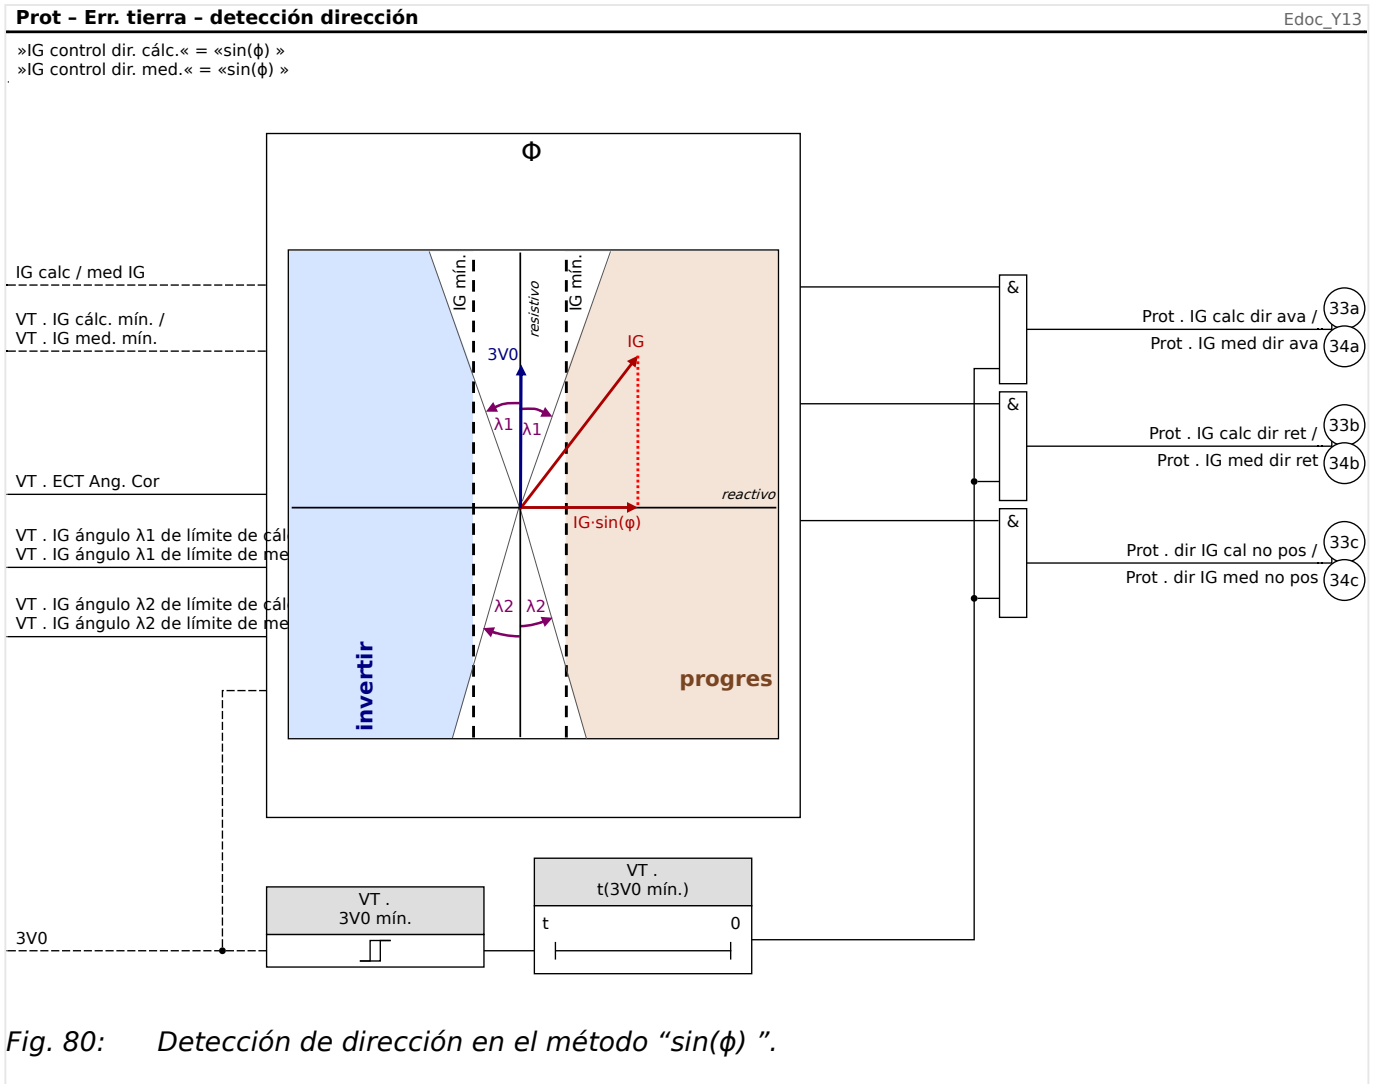 Prot – Err. tierra – detección dirección
Edoc_Y13
»IG control dir. cálc.« = «sin(ϕ) »
»IG control dir. med.« = «sin(ϕ) »
Φ
IG calc / med IG
VT . IG cálc. mín. /
VT . IG med. mín.
VT . ECT Ang. Cor
VT . IG ángulo λ1 de límite de cál
VT . IG ángulo λ1 de límite de me
VT . IG ángulo λ2 de límite de cál
VT . IG ángulo λ2 de límite de me
3V0
IG mín.
resistivo
IG mín.
3V0
IG
λ1
λ1
reactivo
IG·sin(φ)
λ2
λ2
invertir
progres
&
Prot . IG calc dir ava /
33a
Prot . IG med dir ava
34a
&
Prot . IG calc dir ret /
33b
Prot . IG med dir ret
34b
&
Prot . dir IG cal no pos /
33c
Prot . dir IG med no pos
34c
VT .
3V0 mín.
VT .
t(3V0 mín.)
t
0
Fig. 80: Detección de dirección en el método “sin(ϕ) ”.